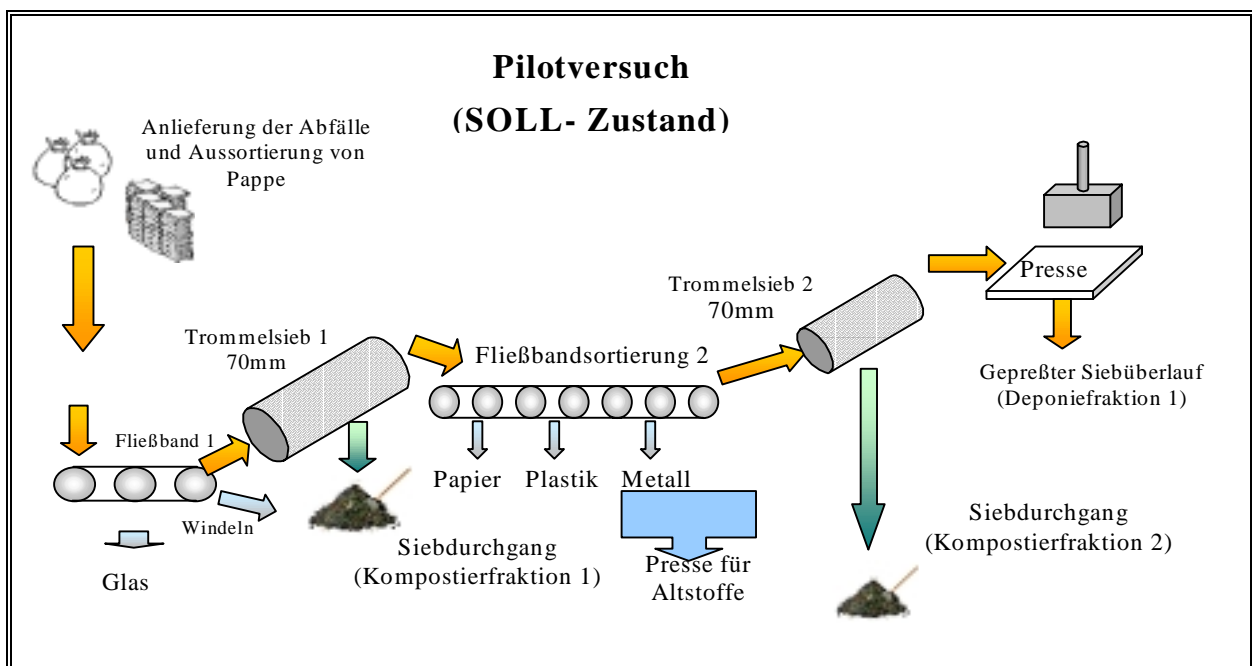 Pilotversuch
(SOLL- Zustand)
Anlieferung der Abfälle
und Aussortierung von
Pappe
Trommelsieb 2
70mm
Presse
Trommelsieb 1
70mm
Fließbandsortierung 2
Gepreßter Siebüberlauf
(Deponiefraktion 1)
Fließband 1
Papier
Plastik
Metall
Windeln
Siebdurchgang
(Kompostierfraktion 1)
Siebdurchgang
(Kompostierfraktion 2)
Glas
Presse für
Altstoffe